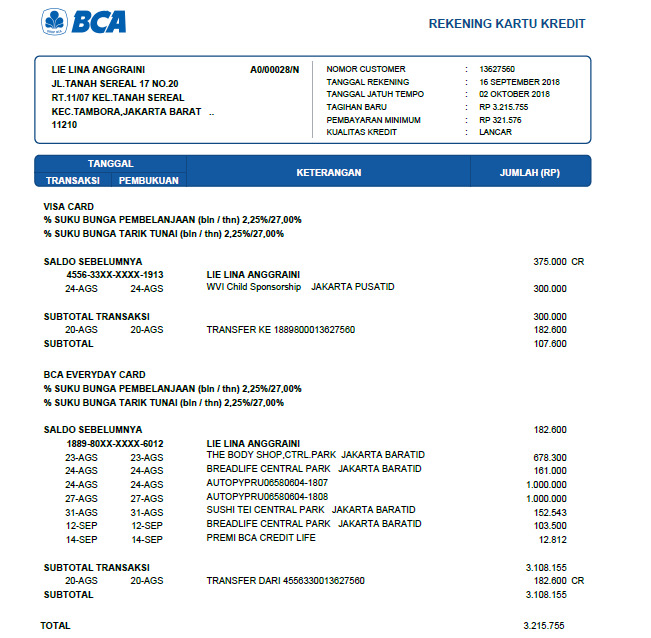 BCA
REKENING KARTU KREDIT
LIE LINA ANGGRAINI A0/00028/N
JL.TANAH SEREAL 17 NO.20
RT.11/07 KEL.TANAH SEREAL
KEC.TAMBORA,JAKARTA BARAT ..
11210
NOMOR CUSTOMER : 13627560
TANGGAL REKENING : 16 SEPTEMBER 2018
TANGGAL JATUH TEMPO : 02 OKTOBER 2018
TAGIHAN BARU : RP 3.215.755
PEMBAYARAN MINIMUM : RP 321.576
KUALITAS KREDIT : LANCAR
TANGGAL
TRANSAKSI PEMBUKUAN KETERANGAN JUMLAH (RP)
VISA CARD
% SUKU BUNGA PEMBELANJAAN (bln / thn) 2,25%/27,00%
% SUKU BUNGA TARIK TUNAI (bln / thn) 2,25%/27,00%
SALDO SEBELUMNYA 375.000 CR
4556-33XX-XXXX-1913 LIE LINA ANGGRAINI
24-AGS 24-AGS WVI Child Sponsorship JAKARTA PUSATID 300.000
SUBTOTAL TRANSAKSI 300.000
20-AGS 20-AGS TRANSFER KE 1889800013627560 182.600
SUBTOTAL 107.600
BCA EVERYDAY CARD
% SUKU BUNGA PEMBELANJAAN (bln / thn) 2,25%/27,00%
% SUKU BUNGA TARIK TUNAI (bln / thn) 2,25%/27,00%
SALDO SEBELUMNYA 182.600
1889-80XX-XXXX-6012 LIE LINA ANGGRAINI
23-AGS 23-AGS THE BODY SHOP,CTRL.PARK JAKARTA BARATID 678.300
24-AGS 24-AGS BREADLIFE CENTRAL PARK JAKARTA BARATID 161.000
24-AGS 24-AGS AUTOPYPRU06580604-1807 1.000.000
27-AGS 27-AGS AUTOPYPRU06580604-1808 1.000.000
31-AGS 31-AGS SUSHI TEI CENTRAL PARK JAKARTA BARATID 152.543
12-SEP 12-SEP BREADLIFE CENTRAL PARK JAKARTA BARATID 103.500
14-SEP 14-SEP PREMI BCA CREDIT LIFE 12.812
SUBTOTAL TRANSAKSI 3.108.155
20-AGS 20-AGS TRANSFER DARI 4556330013627560 182.600 CR
SUBTOTAL 3.108.155
TOTAL 3.215.755